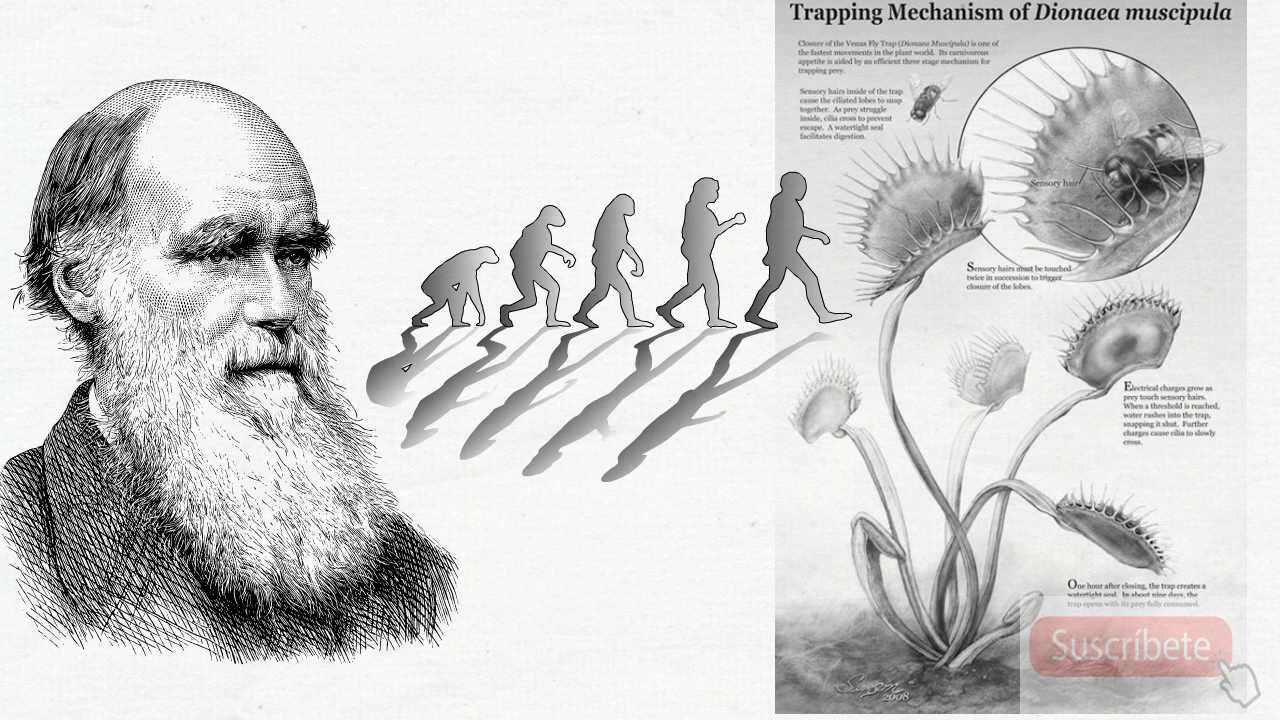 Trapping Mechanism of Dionaea muscipula
Closure of the Venus Fly Trap (Dionaea Muscipula) is one of
the fastest movements in the plant world. Its carnivorous
appetite is aided by an efficient three stage mechanism for
trapping prey.
Sensory hairs inside of the trap
cause the ciliated lobes to snap
together. As prey struggle
inside, cilia cross to prevent
escape. A watertight seal
facilitates digestion.
Sensory hair
Sensory hairs must be touched
twice in succession to trigger
closure of the lobes.
Electrical charges grow as
prey touch sensory hairs.
When a threshold is reached,
water rushes into the trap,
snapping it shut. Further
charges cause cilia to slowly
cross.
One hour after closing, the trap creates a
watertight seal. In about nine days, the
trap opens with its prey fully consumed.
Suscríbete
2008